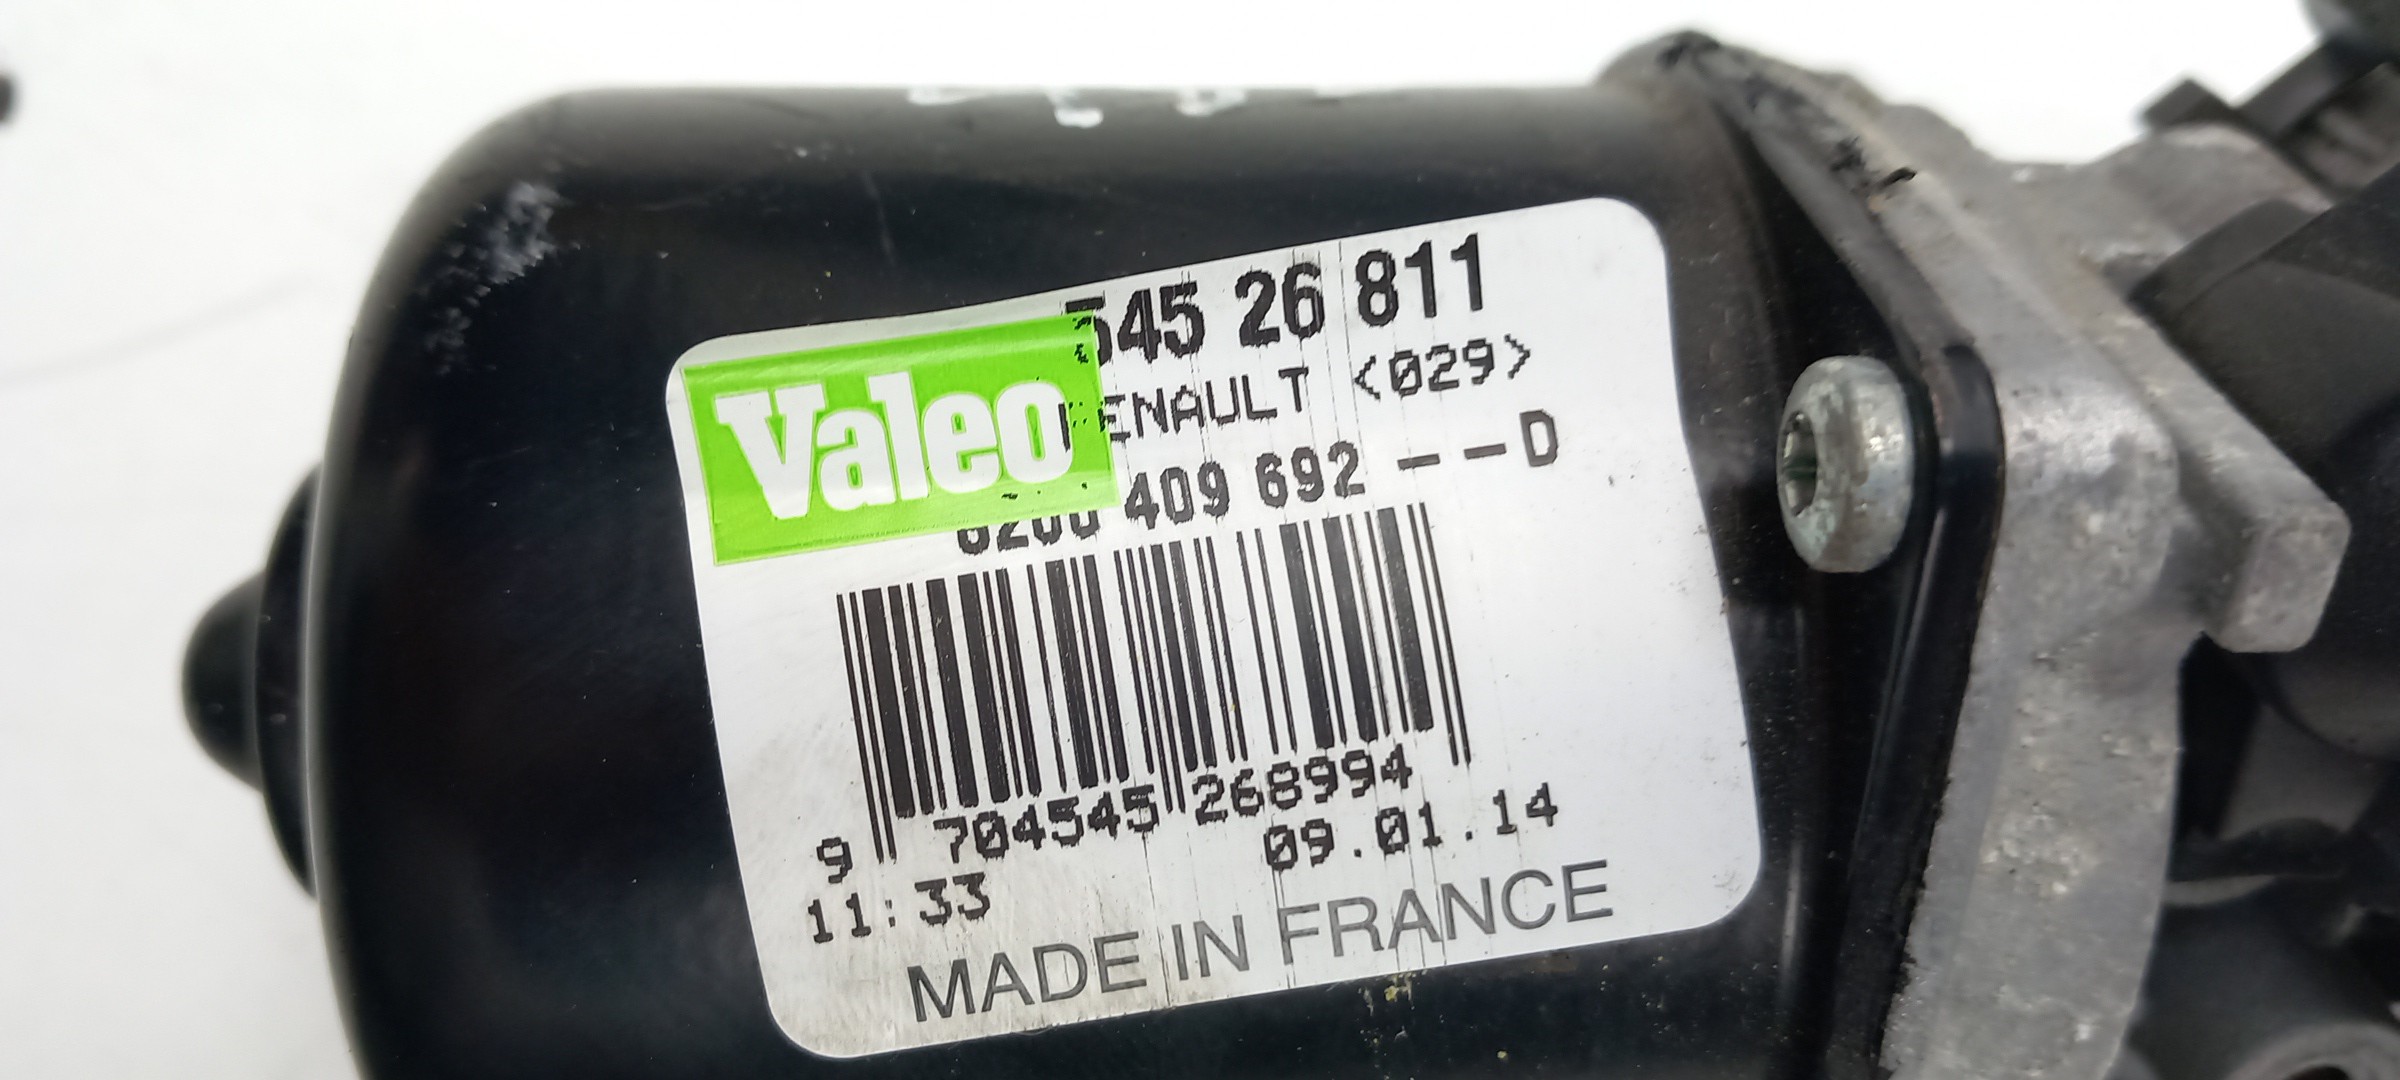 Valeo
545 26 811
RENAULT <029>
8200 409 692 --D
9 704545 268994
11:33 09.01.14
MADE IN FRANCE